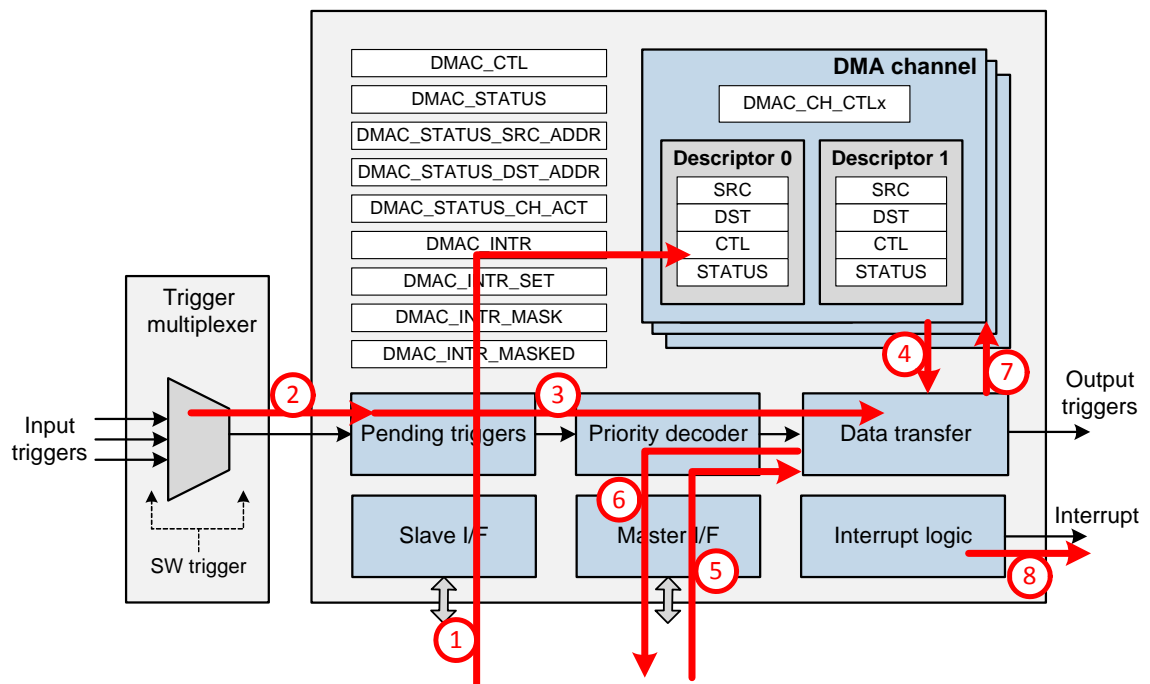 DMAC_CTL
DMAC_STATUS
DMAC_STATUS_SRC_ADDR
DMAC_STATUS_DST_ADDR
DMAC_STATUS_CH_ACT
DMAC_INTR
DMAC_INTR_SET
DMAC_INTR_MASK
DMAC_INTR_MASKED
DMA channel
DMAC_CH_CTLx
Descriptor 0
SRC
DST
CTL
STATUS
Descriptor 1
SRC
DST
CTL
STATUS
Trigger
multiplexer
Input
triggers
SW trigger
2
3
4
7
Pending triggers
Priority decoder
Data transfer
Output
triggers
6
5
Slave I/F
Master I/F
Interrupt logic
Interrupt
8
1